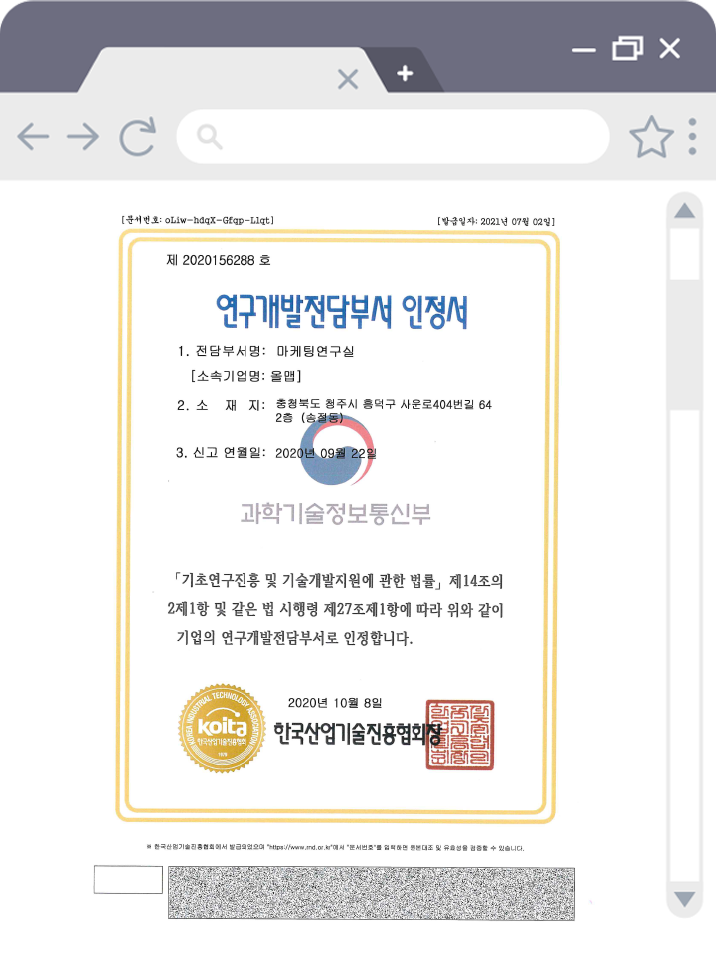 [문서번호: oLiw-hdqX-Gfqp-Llqt]
[발급일자: 2021년 07월 02일]
제 2020156288 호
연구개발전담부서 인정서
1. 전담부서명: 마케팅연구실
[소속기업명: 올맵]
2. 소 재 지: 충청북도 청주시 흥덕구 사운로404번길 64
2층 (송절동)
3. 신고 연월일: 2020년 09월 22일
과학기술정보통신부
「기초연구진흥 및 기술개발지원에 관한 법률」 제14조의
2제1항 및 같은 법 시행령 제27조제1항에 따라 위와 같이
기업의 연구개발전담부서로 인정합니다.
2020년 10월 8일
KOREA INDUSTRIAL TECHNOLOGY ASSOCIATION
koita
한국산업기술진흥협회
한국산업기술진흥협회장
※ 한국산업기술진흥협회에서 발급되었으며 "https://www.rnd.or.kr"에서 "문서번호"를 입력하면 원본대조 및 유효성을 검증할 수 있습니다.